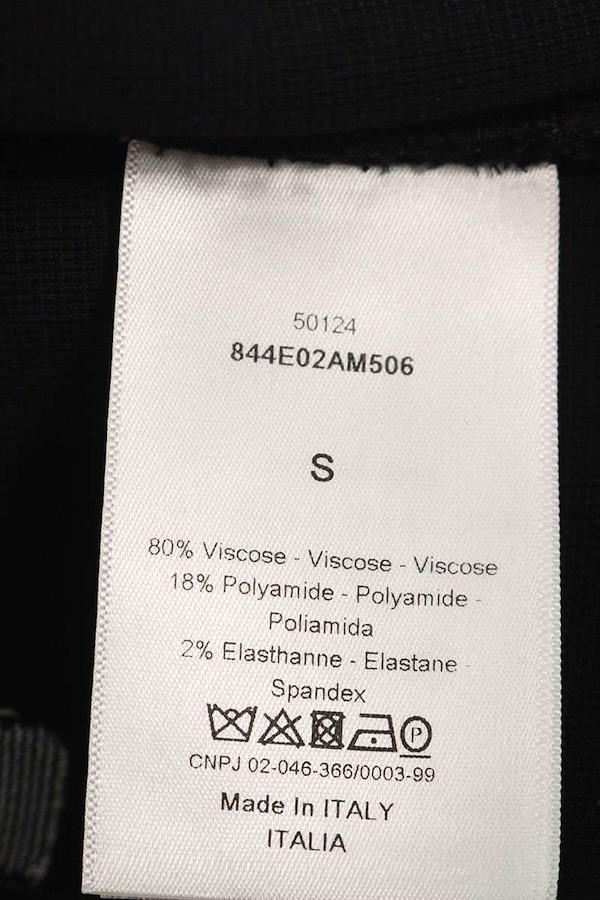 50124
844E02AM506
S
80% Viscose - Viscose - Viscose
18% Polyamide - Polyamide -
Poliamida
2% Elasthanne - Elastane -
Spandex
P
CNPJ 02-046-366/0003-99
Made In ITALY
ITALIA